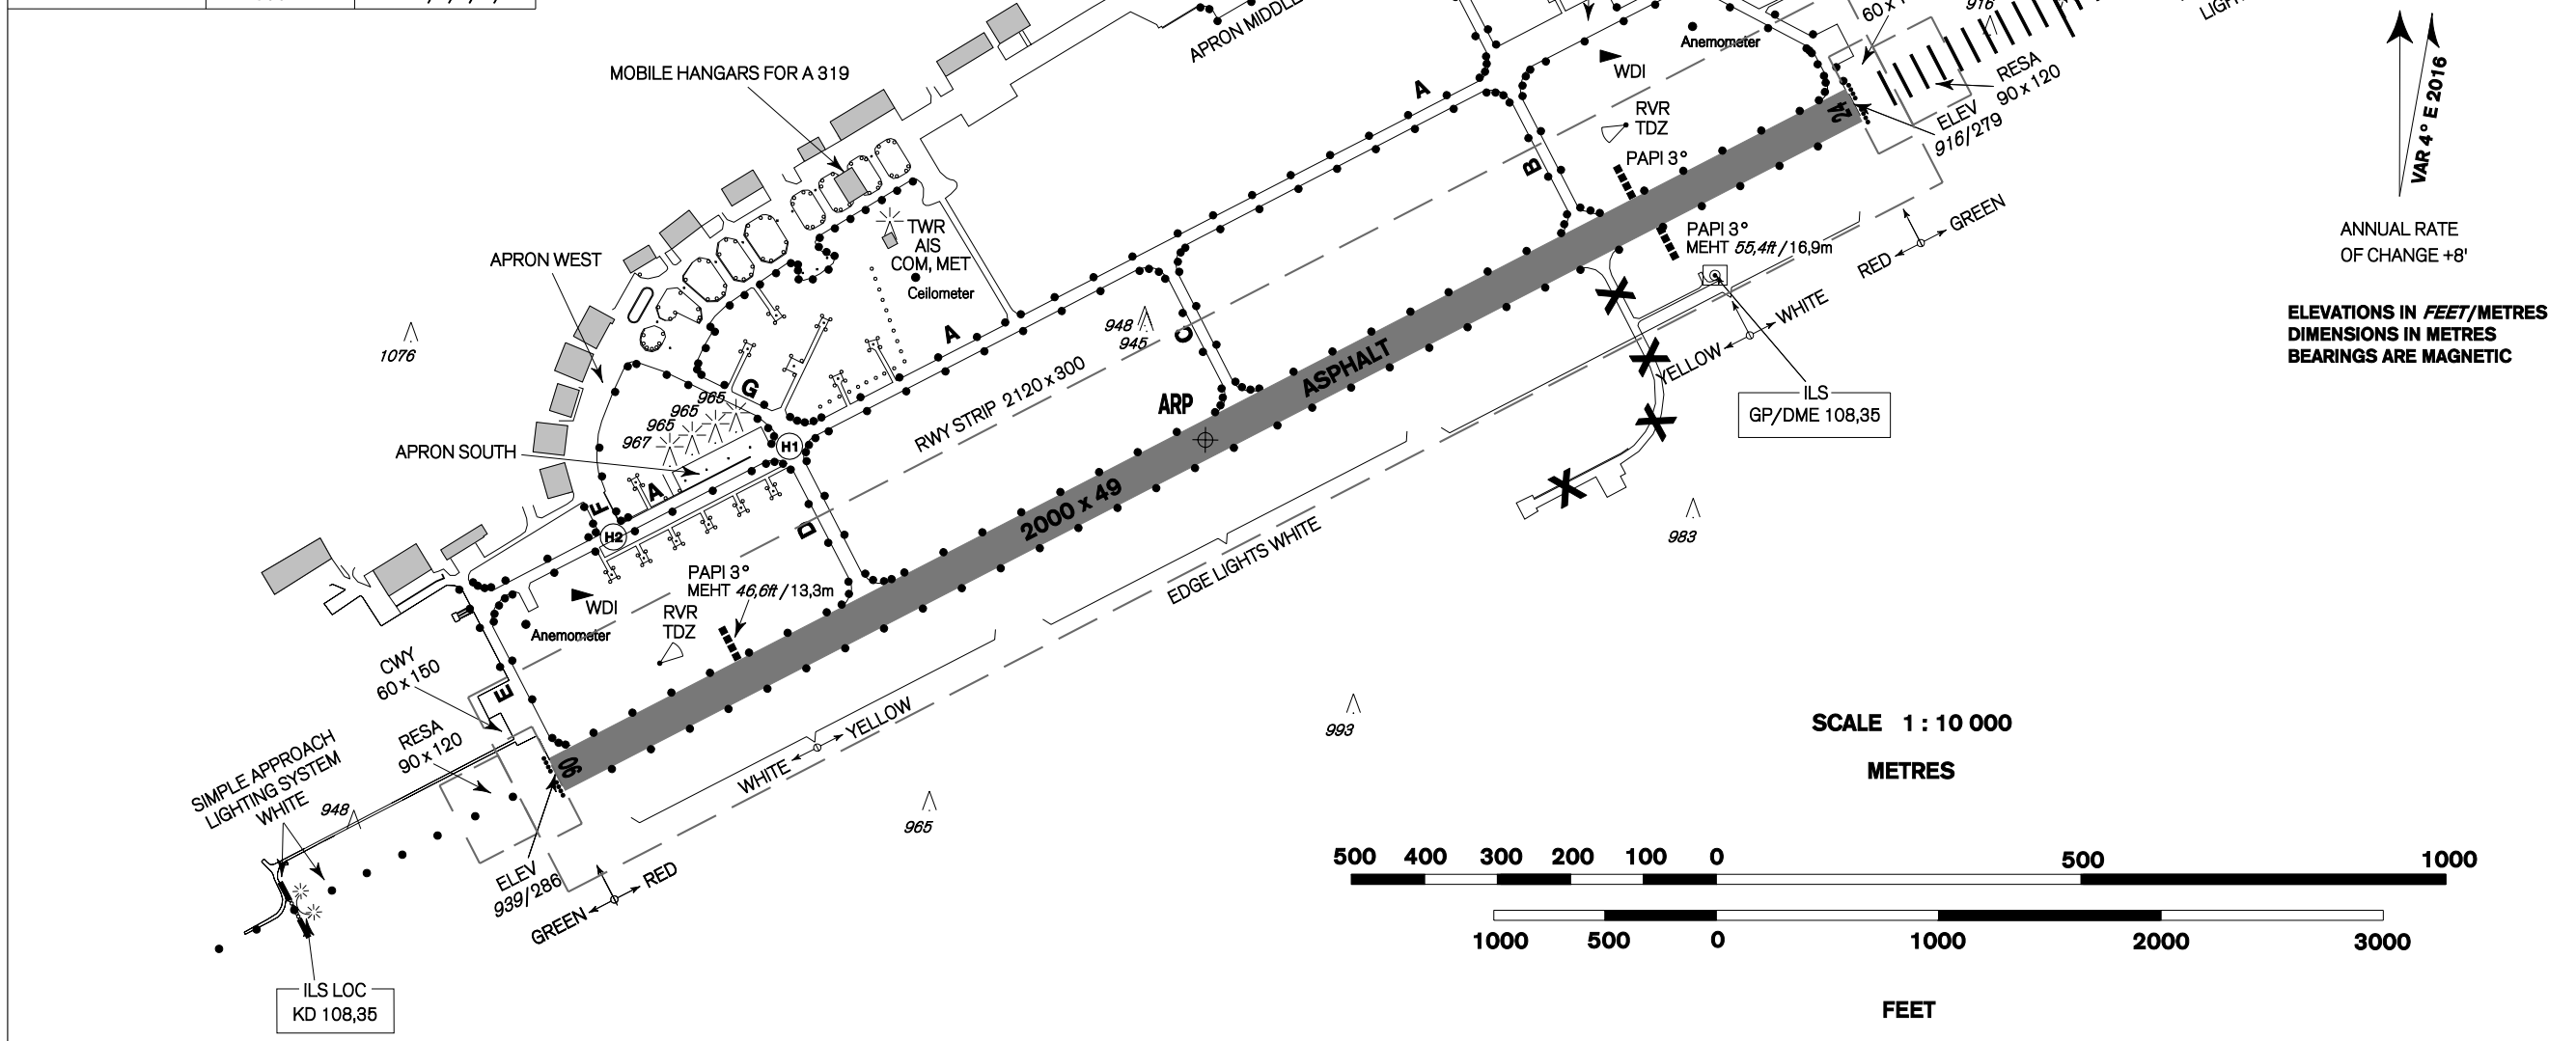 APRON MIDDLE
60 x
916
MOBILE HANGARS FOR A 319
Anemometer
WDI
A
RVR
TDZ
B
PAPI 3°
24
RESA
90 x 120
ELEV
916/279
VAR 4° E 2016
ANNUAL RATE
OF CHANGE +8'
ELEVATIONS IN FEET/METRES
DIMENSIONS IN METRES
BEARINGS ARE MAGNETIC
PAPI 3°
MEHT 55,4ft / 16,9m
RED
GREEN
YELLOW
WHITE
ILS
GP/DME 108,35
TWR
AIS
COM, MET
Ceilometer
APRON WEST
1076
A
948
945
C
G
965
965
965
967
APRON SOUTH
H1
F
A
H2
D
RWY STRIP 2120 x 300
ARP
ASPHALT
2000 x 49
EDGE LIGHTS WHITE
983
PAPI 3°
MEHT 46,6ft / 13,3m
WDI
Anemometer
RVR
TDZ
CWY
60 x 150
E
RESA
90 x 120
06
SIMPLE APPROACH
LIGHTING SYSTEM
WHITE
948
WHITE
YELLOW
993
965
ELEV
939/286
GREEN
RED
ILS LOC
KD 108,35
SCALE 1 : 10 000
METRES
500 400 300 200 100 0 500 1000
1000 500 0 1000 2000 3000
FEET